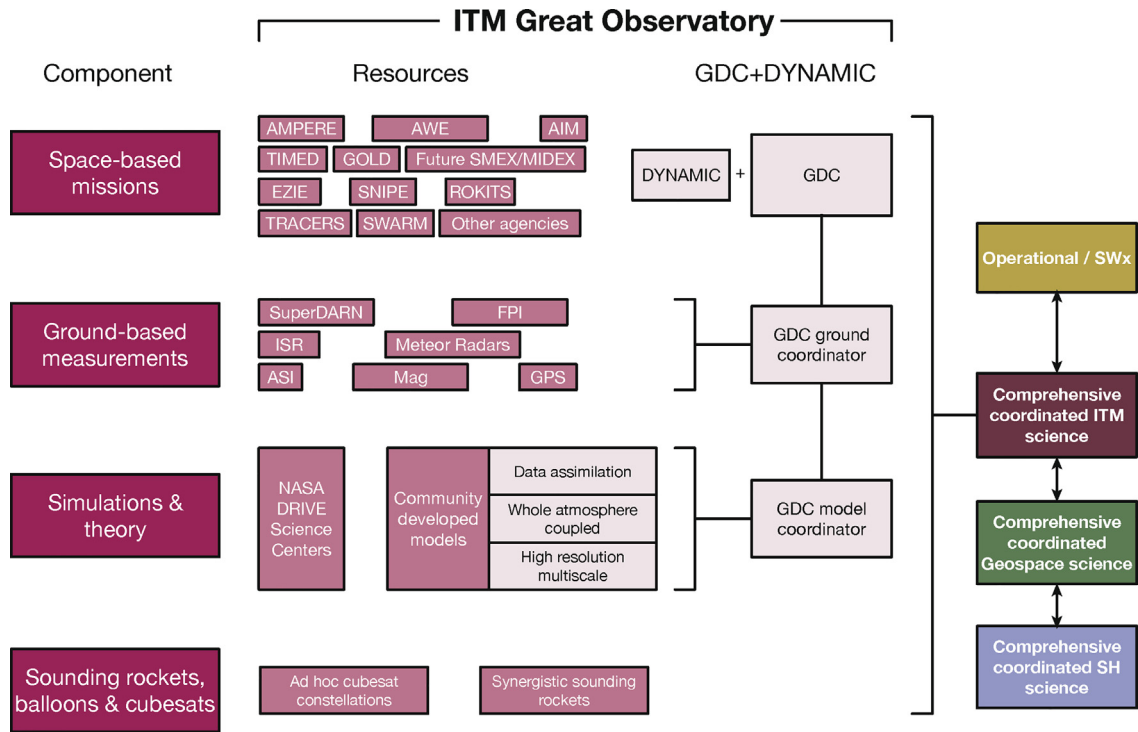 ITM Great Observatory
Component
Resources
GDC+DYNAMIC
Space-based
missions
AMPERE
AWE
AIM
TIMED
GOLD
Future SMEX/MIDEX
EZIE
SNIPE
ROKITS
TRACERS
SWARM
Other agencies
DYNAMIC
+
GDC
Ground-based
measurements
SuperDARN
FPI
ISR
Meteor Radars
ASI
Mag
GPS
GDC ground
coordinator
Simulations &
theory
NASA
DRIVE
Science
Centers
Community
developed
models
Data assimilation
Whole atmosphere
coupled
High resolution
multiscale
GDC model
coordinator
Sounding rockets,
balloons & cubesats
Ad hoc cubesat
constellations
Synergistic sounding
rockets
Operational / SWx
Comprehensive
coordinated ITM
science
Comprehensive
coordinated
Geospace science
Comprehensive
coordinated SH
science